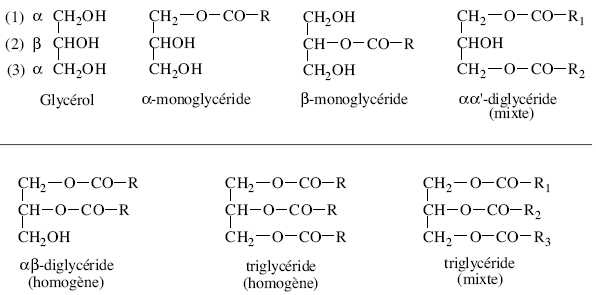 (1) α CH₂OH CH₂—O—CO—R CH₂OH CH₂—O—CO—R₁
(2) β CHOH CHOH CH—O—CO—R CHOH
(3) α CH₂OH CH₂OH CH₂OH CH₂—O—CO—R₂
Glycérol α-monoglycéride β-monoglycéride αα'-diglycéride
(mixte)
CH₂—O—CO—R CH₂—O—CO—R CH₂—O—CO—R₁
CH—O—CO—R CH—O—CO—R CH—O—CO—R₂
CH₂OH CH₂—O—CO—R CH₂—O—CO—R₃
αβ-diglycéride triglycéride triglycéride
(homogène) (homogène) (mixte)